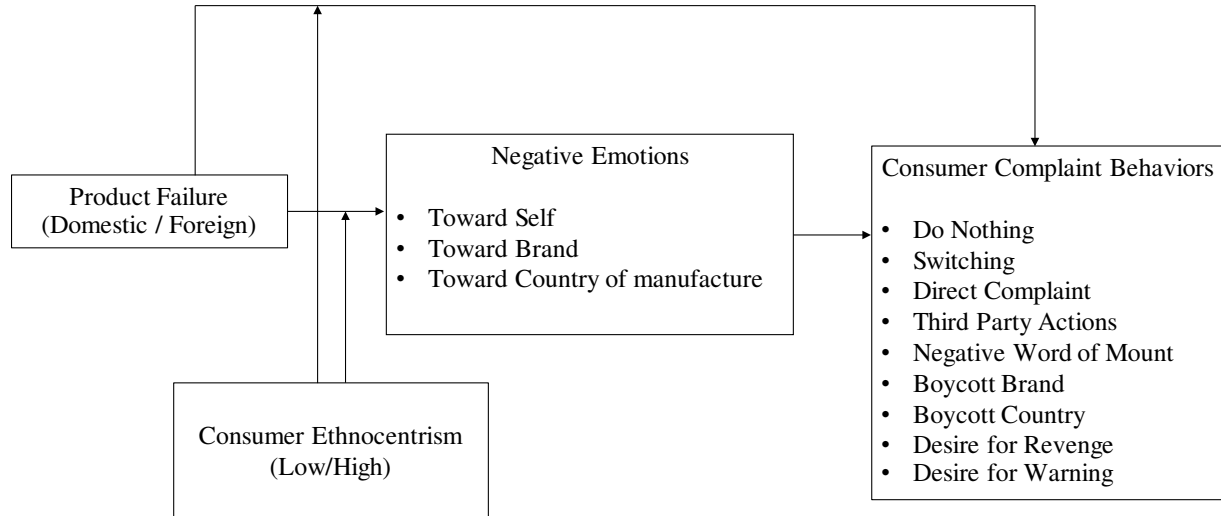 Product Failure
(Domestic / Foreign)
Negative Emotions
• Toward Self
• Toward Brand
• Toward Country of manufacture
Consumer Ethnocentrism
(Low/High)
Consumer Complaint Behaviors
• Do Nothing
• Switching
• Direct Complaint
• Third Party Actions
• Negative Word of Mount
• Boycott Brand
• Boycott Country
• Desire for Revenge
• Desire for Warning